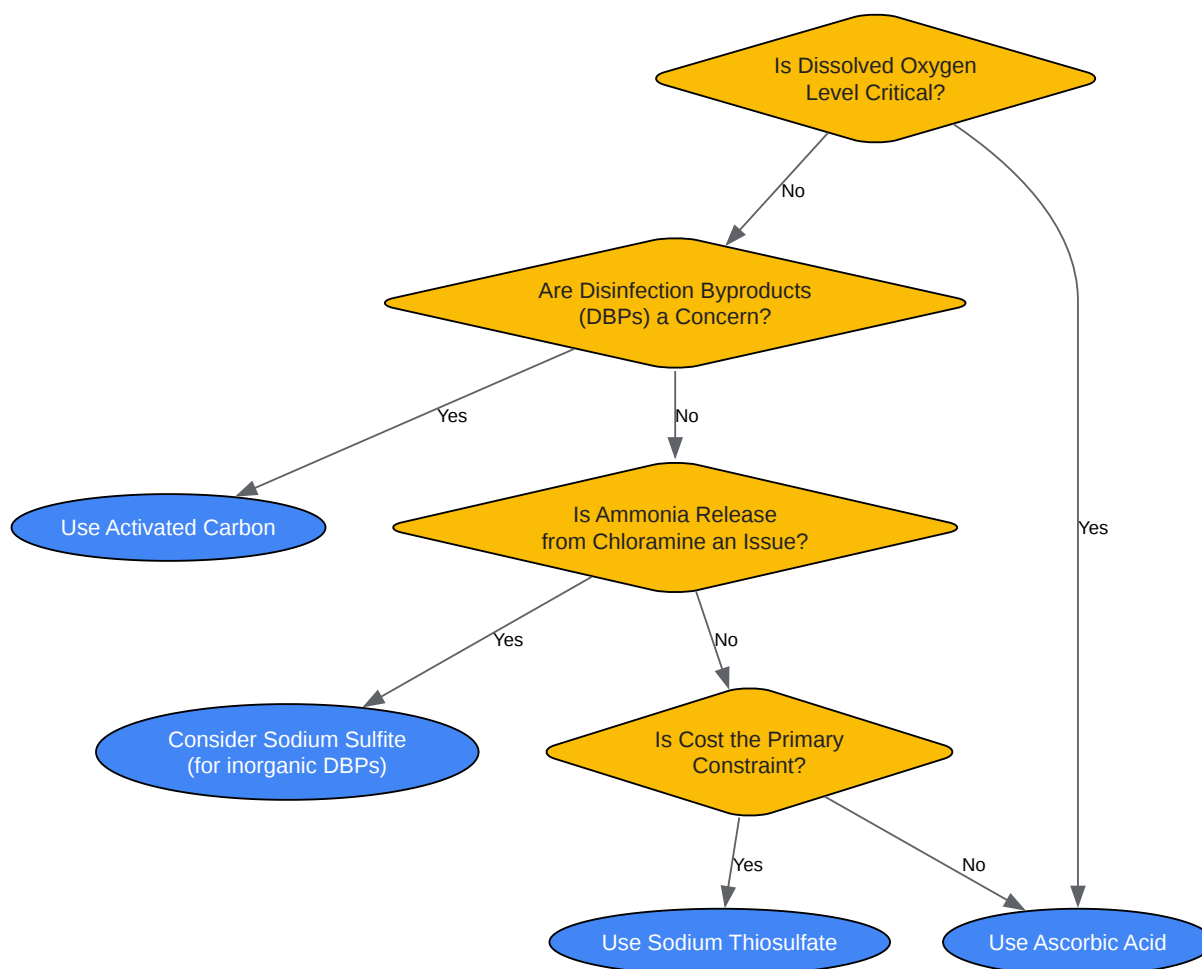 Is Dissolved Oxygen
Level Critical?
No
Are Disinfection Byproducts
(DBPs) a Concern?
Yes
No
Use Activated Carbon
Is Ammonia Release
from Chloramine an Issue?
Yes
Yes
No
Consider Sodium Sulfite
(for inorganic DBPs)
Is Cost the Primary
Constraint?
Yes
No
Use Sodium Thiosulfate
Use Ascorbic Acid